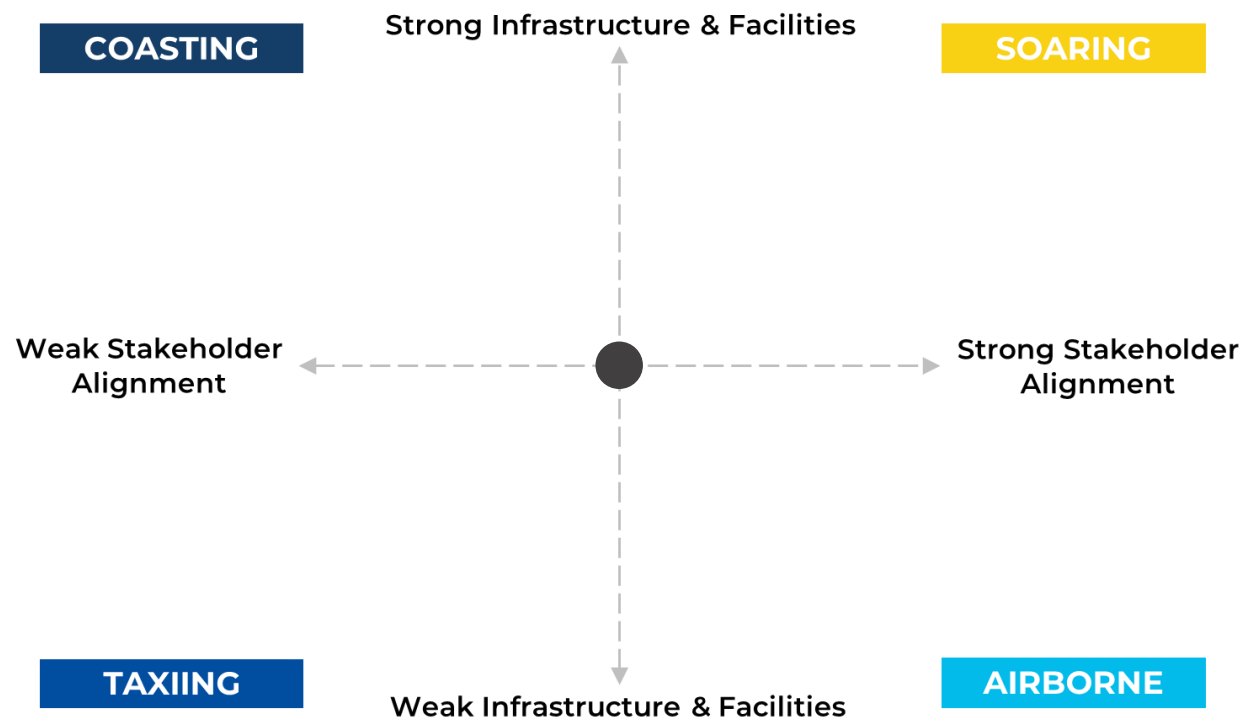 COASTING
Strong Infrastructure & Facilities
SOARING
Weak Stakeholder
Alignment
Strong Stakeholder
Alignment
TAXIING
Weak Infrastructure & Facilities
AIRBORNE